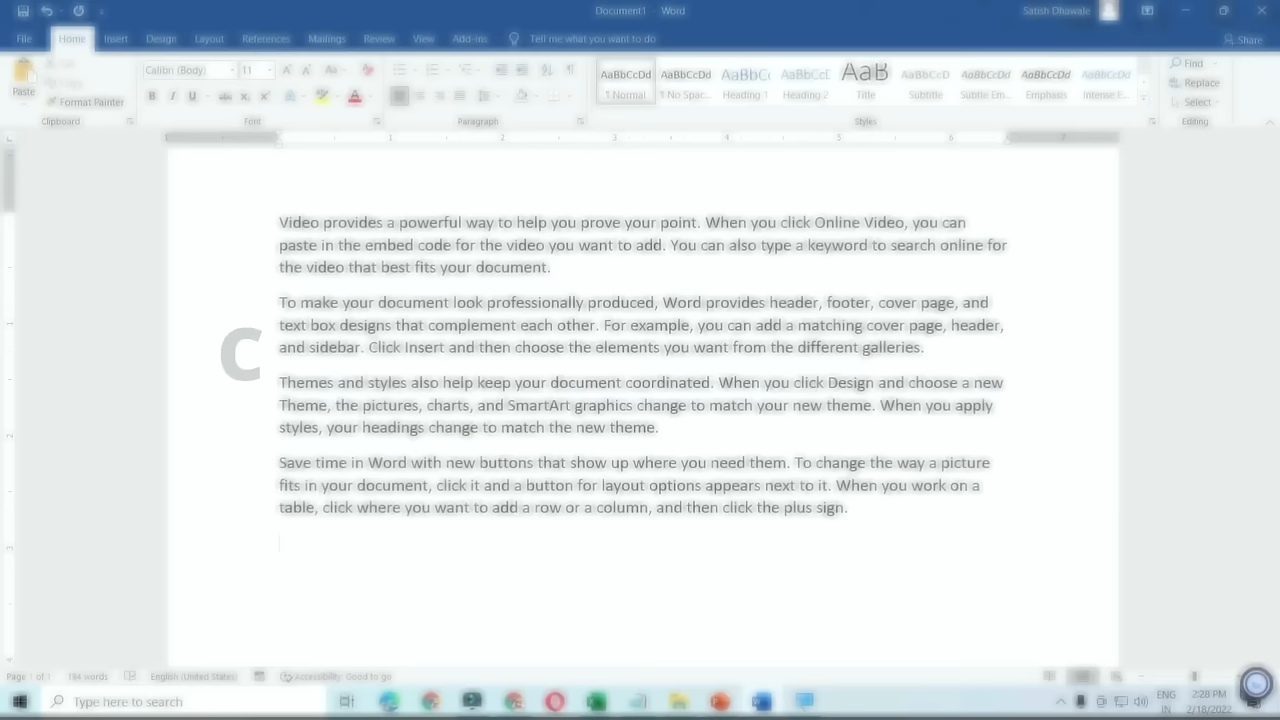 Document1 - Word
Satish Dhawale
File Home Insert Design Layout References Mailings Review View Add-ins Tell me what you want to do Share
Paste
Format Painter
Clipboard
Calibri (Body) 11
B I U
Font
Paragraph
AaBbCcDd AaBbCcDd AaBbC AaBbCcD AaB AaBbCcD AaBbCcDd AaBbCcDd AaBbCcDd
1 Normal 1 No Spac... Heading 1 Heading 2 Title Subtitle Subtle Em... Emphasis Intense E...
Styles
Find
Replace
Select
Editing
1 2 3 4 5 6 7
Video provides a powerful way to help you prove your point. When you click Online Video, you can
paste in the embed code for the video you want to add. You can also type a keyword to search online for
the video that best fits your document.
To make your document look professionally produced, Word provides header, footer, cover page, and
text box designs that complement each other. For example, you can add a matching cover page, header,
and sidebar. Click Insert and then choose the elements you want from the different galleries.
C
Themes and styles also help keep your document coordinated. When you click Design and choose a new
Theme, the pictures, charts, and SmartArt graphics change to match your new theme. When you apply
styles, your headings change to match the new theme.
Save time in Word with new buttons that show up where you need them. To change the way a picture
fits in your document, click it and a button for layout options appears next to it. When you work on a
table, click where you want to add a row or a column, and then click the plus sign.
Page 1 of 1 184 words English (United States) Accessibility: Good to go
Type here to search
ENG
IN
2:28 PM
2/18/2022